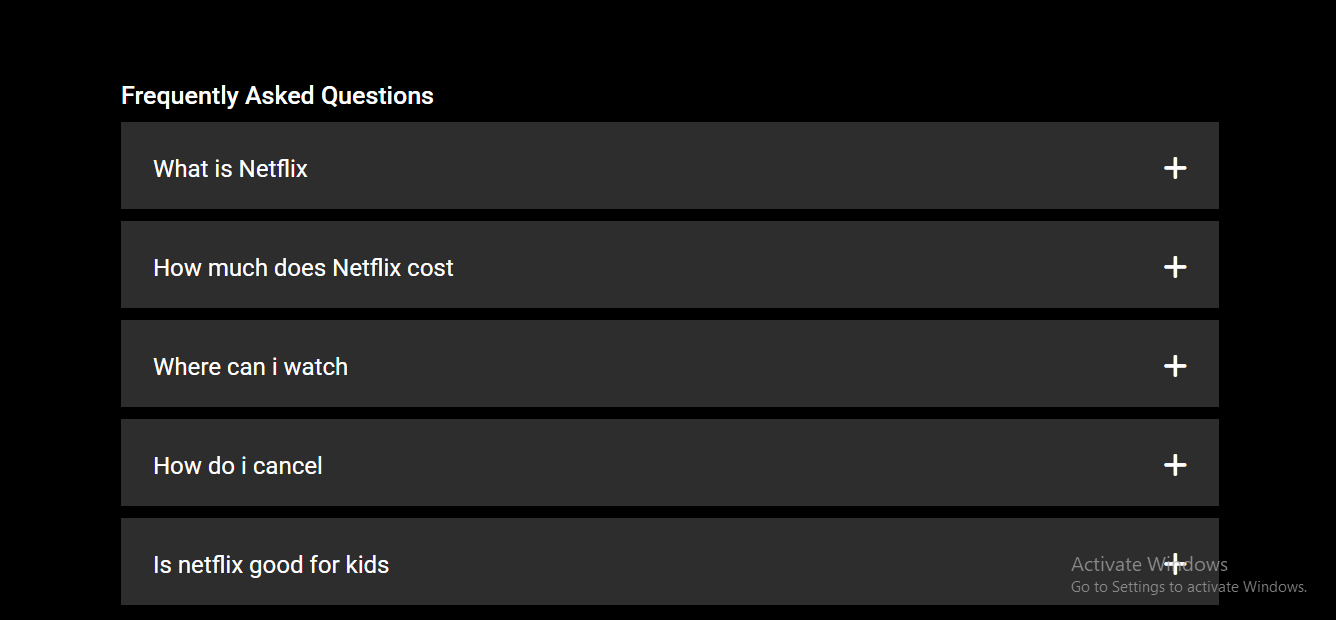 Frequently Asked Questions
What is Netflix
How much does Netflix cost
Where can i watch
How do i cancel
Is netflix good for kids
Activate Windows
Go to Settings to activate Windows.